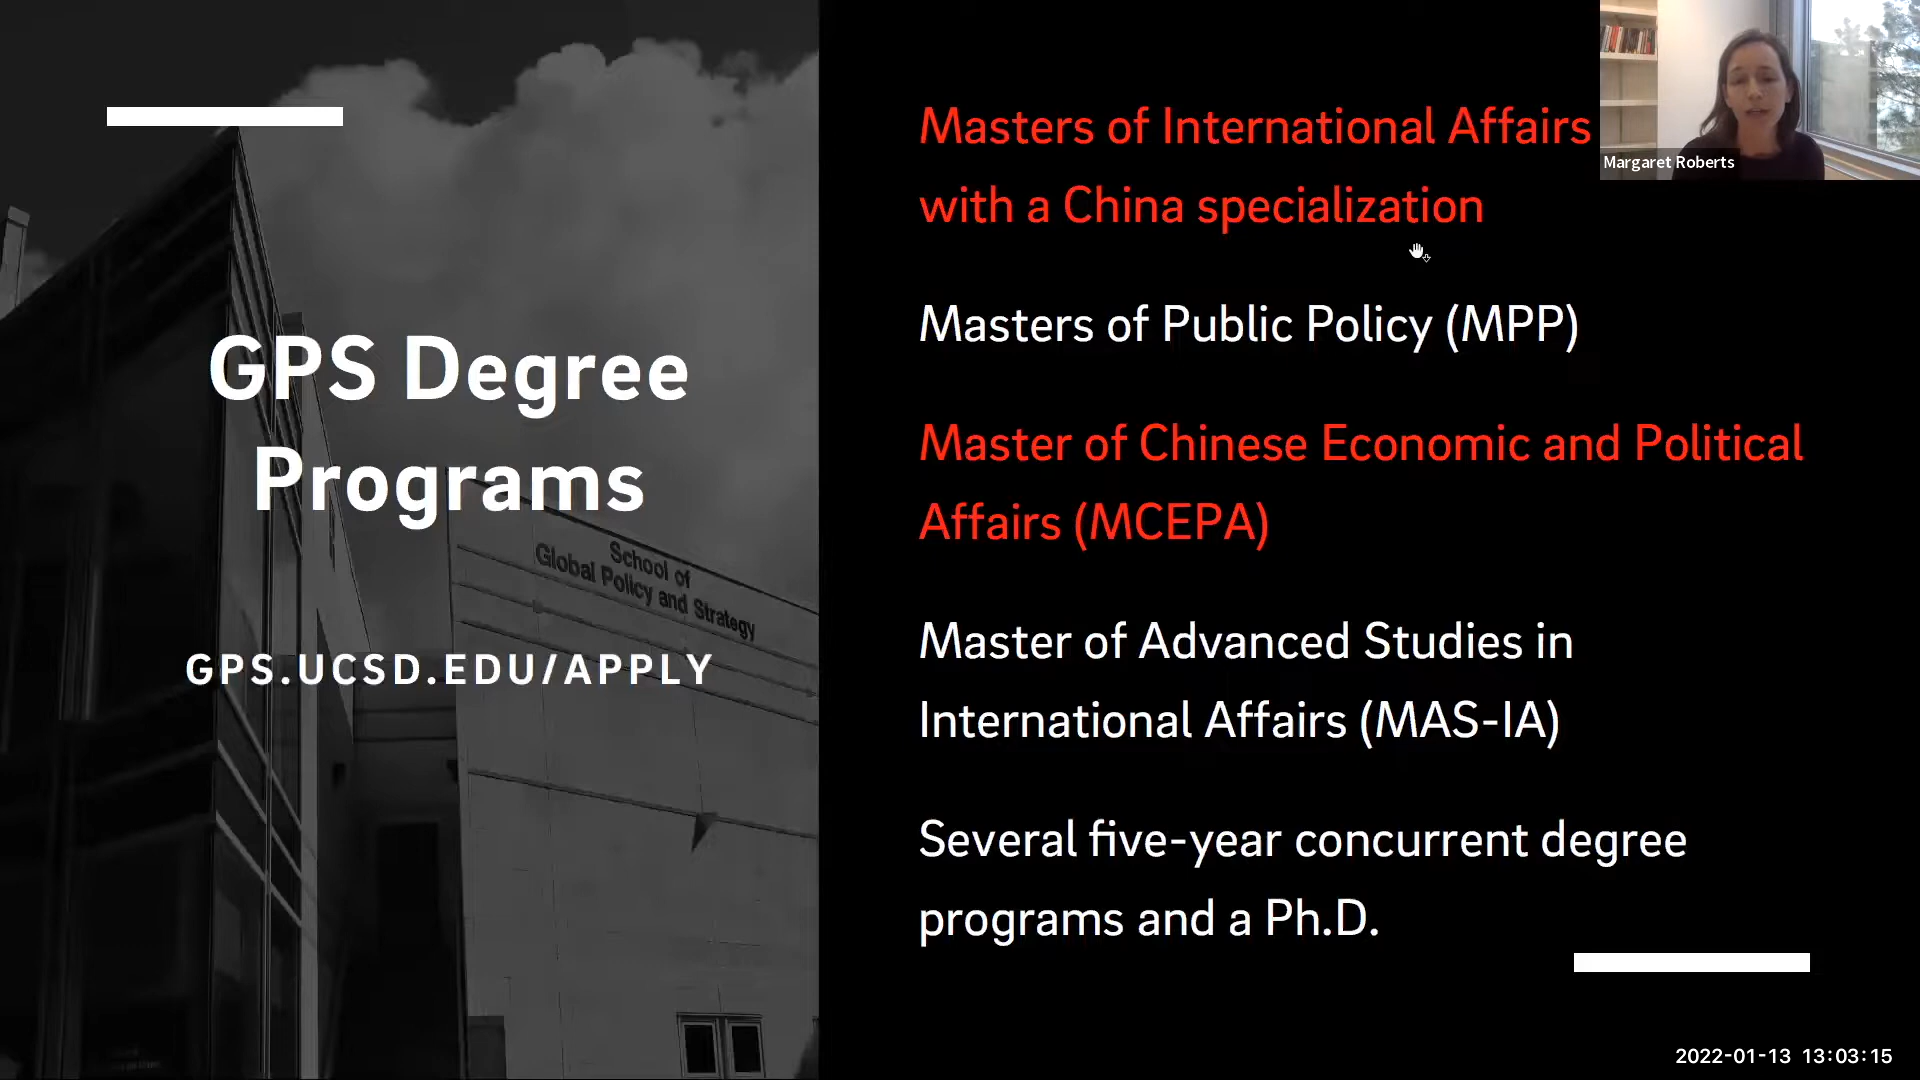 GPS Degree
Programs
GPS.UCSD.EDU/APPLY
School of
Global Policy and Strategy
Masters of International Affairs
with a China specialization
Masters of Public Policy (MPP)
Master of Chinese Economic and Political
Affairs (MCEPA)
Master of Advanced Studies in
International Affairs (MAS-IA)
Several five-year concurrent degree
programs and a Ph.D.
Margaret Roberts
2022-01-13 13:03:15